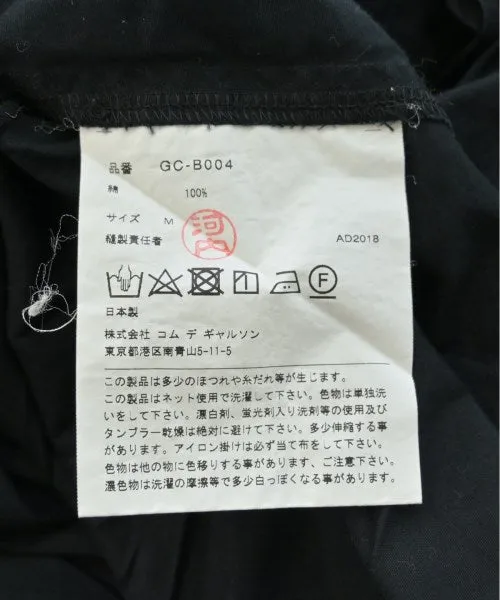 品番 GC-B004
綿 100%
サイズ M
河内
縫製責任者 AD2018
日本製
株式会社 コム デ ギャルソン
東京都港区南青山5-11-5
この製品は多少のほつれや糸だれ等が生じます。
この製品はネット使用で洗濯して下さい。色物は単独洗
いをして下さい。漂白剤、蛍光剤入り洗剤等の使用及び
タンブラー乾燥は絶対に避けて下さい。多少伸縮する事
があります。アイロン掛けは必ず当て布をして下さい。
色物は他の物に色移りする事があります、ご注意下さい。
濃色物は洗濯の摩擦等で多少白っぽくなる事があります。